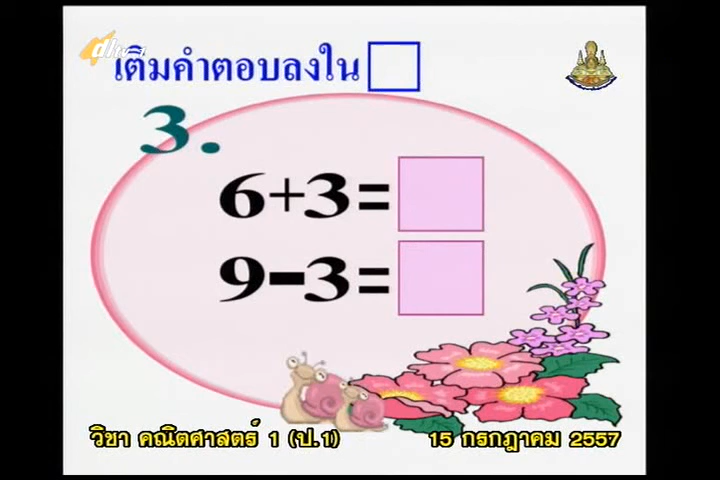 dltv 1
เติมคำตอบลงใน
3.
6+3=
9-3=
วิชา คณิตศาสตร์ 1 (ป.1)
15 กรกฎาคม 2557